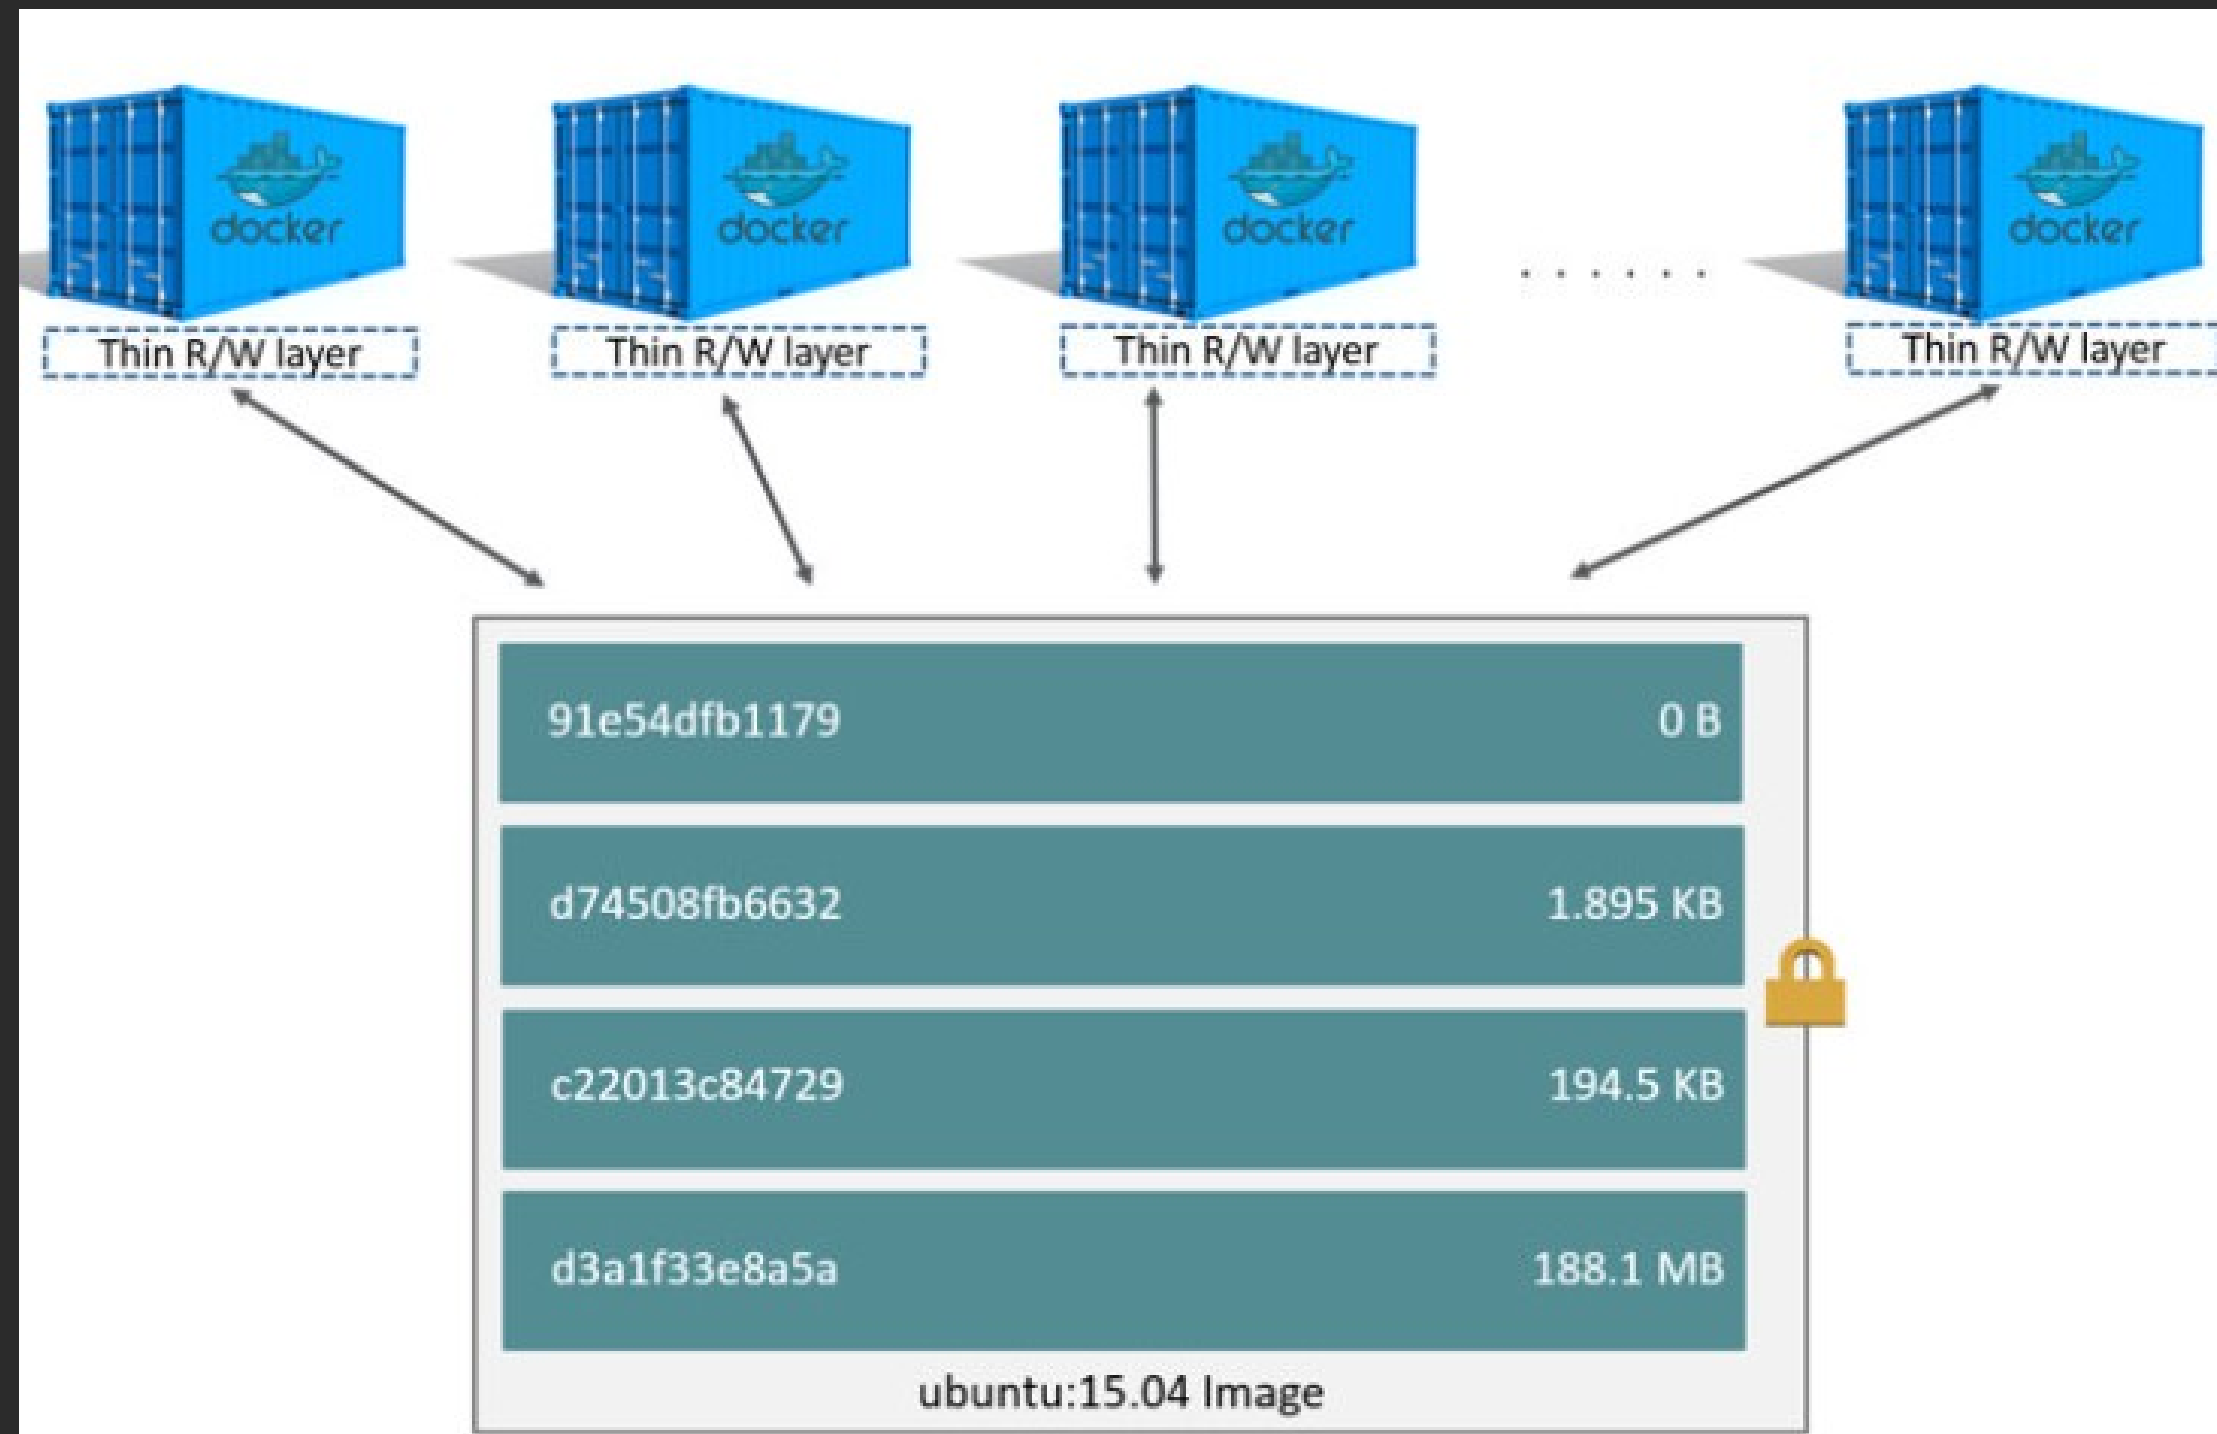 docker docker docker docker
Thin R/W layer Thin R/W layer Thin R/W layer ...... Thin R/W layer
91e54dfb1179 0 B
d74508fb6632 1.895 KB
c22013c84729 194.5 KB
d3a1f33e8a5a 188.1 MB
ubuntu:15.04 Image